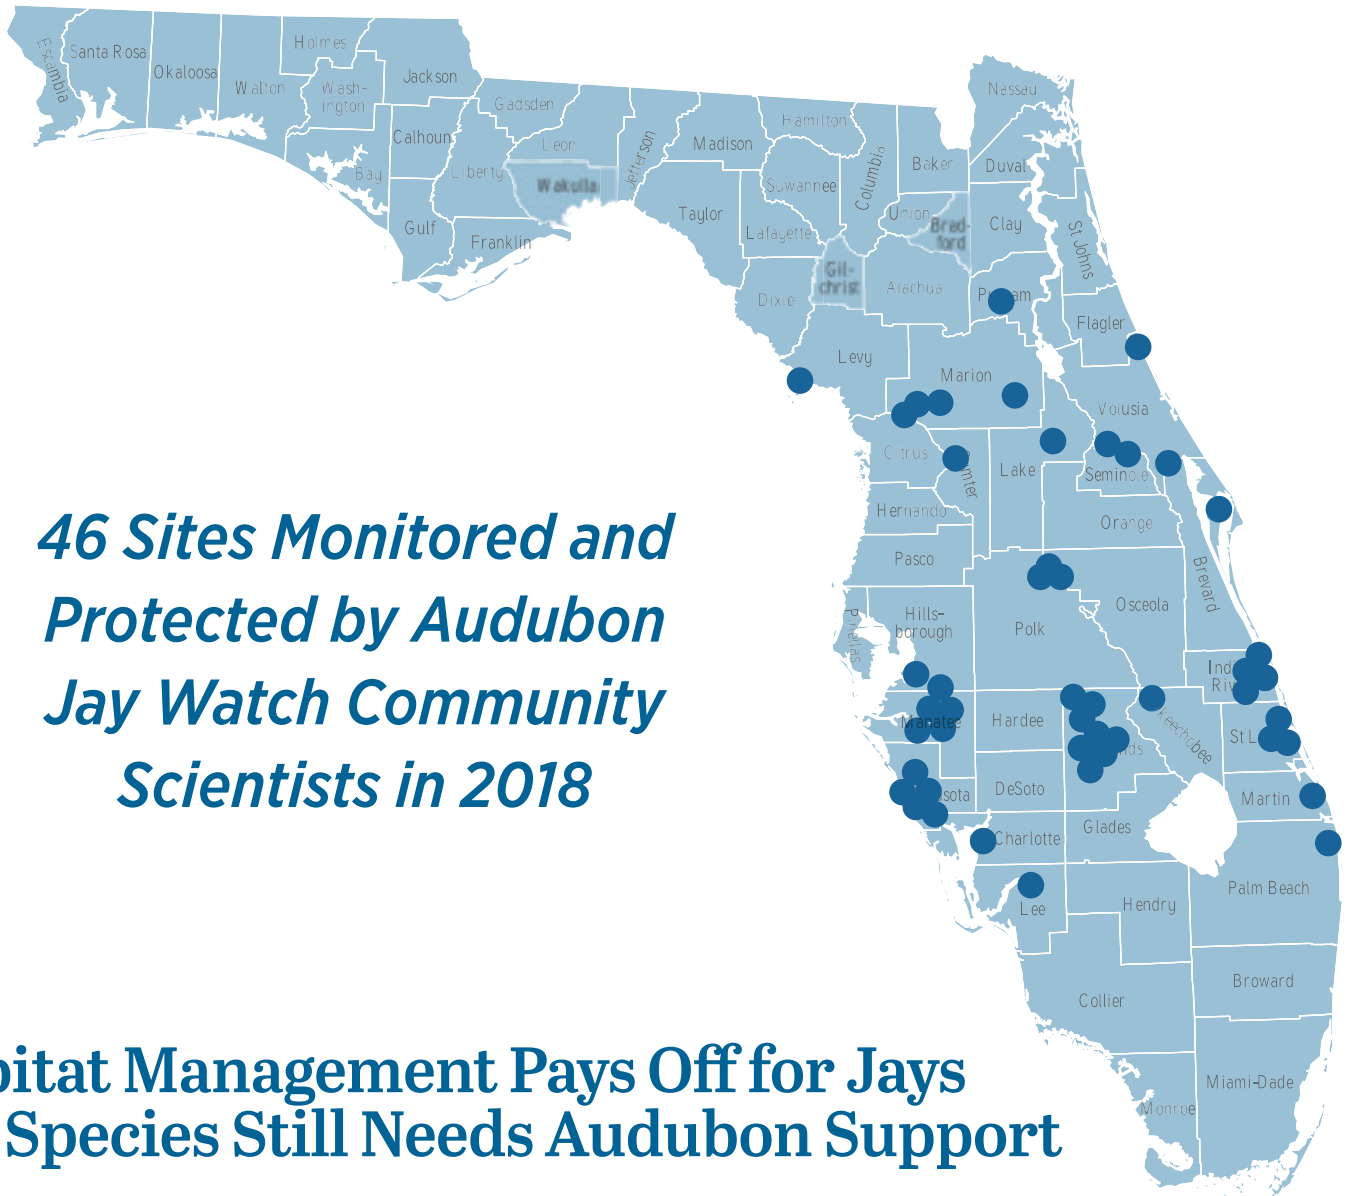 Escambia
Santa Rosa
Okaloosa
Walton
Holmes
Wash-
ington
Jackson
Bay
Calhoun
Gulf
Gadsden
Liberty
Franklin
Leon
Wakulla
Jefferson
Madison
Taylor
Hamilton
Suwannee
Lafayette
Dixie
Columbia
Gil-
christ
Baker
Union
Brad-
ford
Alachua
Nassau
Duval
Clay
St Johns
Flagler
Levy
Marion
Volusia
Lake
Seminole
Hernando
Orange
Pasco
Brevard
Pinellas
Hills-
borough
Polk
Osceola
Manatee
Hardee
DeSoto
Charlotte
Glades
Martin
Lee
Hendry
Palm Beach
Collier
Broward
Monroe
Miami-Dade
46 Sites Monitored and
Protected by Audubon
Jay Watch Community
Scientists in 2018
bitat Management Pays Off for Jays
Species Still Needs Audubon Support